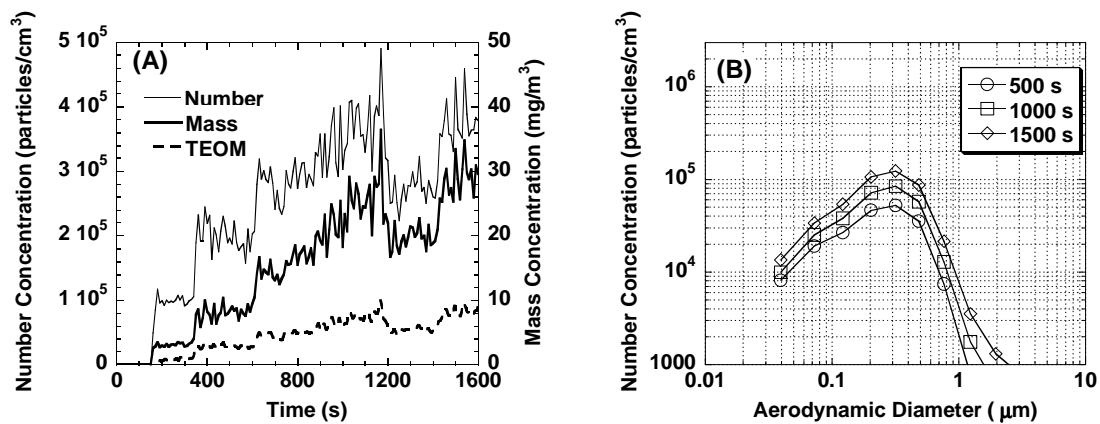 (A)
Number Concentration (particles/cm³)
5 10⁵
4 10⁵
3 10⁵
2 10⁵
1 10⁵
0
Number
Mass
TEOM
50
40
30
20
10
0
Mass Concentration (mg/m³)
0 400 800 1200 1600
Time (s)
(B)
Number Concentration (particles/cm³)
10⁶
10⁵
10⁴
1000
500 s
1000 s
1500 s
0.01 0.1 1 10
Aerodynamic Diameter ( μm)